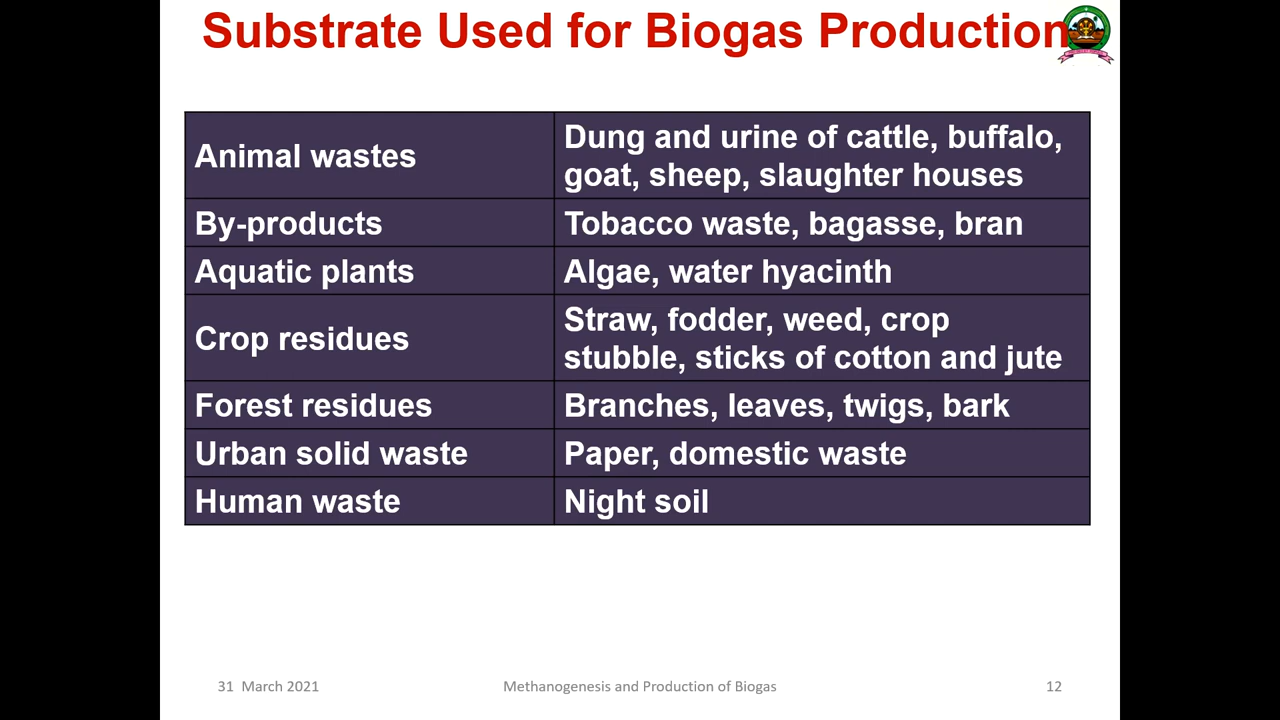 Substrate Used for Biogas Production
Animal wastes
Dung and urine of cattle, buffalo,
goat, sheep, slaughter houses
By-products
Tobacco waste, bagasse, bran
Aquatic plants
Algae, water hyacinth
Crop residues
Straw, fodder, weed, crop
stubble, sticks of cotton and jute
Forest residues
Branches, leaves, twigs, bark
Urban solid waste
Paper, domestic waste
Human waste
Night soil
31 March 2021
Methanogenesis and Production of Biogas
12